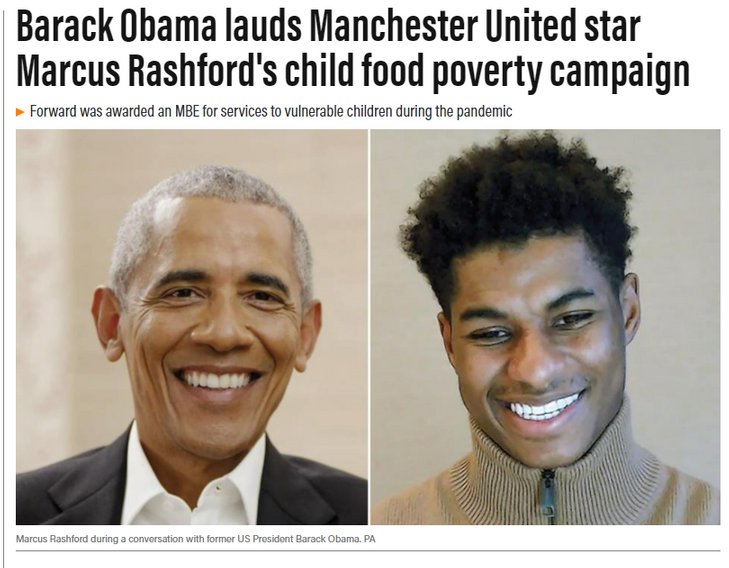 Barack Obama lauds Manchester United star
Marcus Rashford's child food poverty campaign
Forward was awarded an MBE for services to vulnerable children during the pandemic
Marcus Rashford during a conversation with former US President Barack Obama. PA